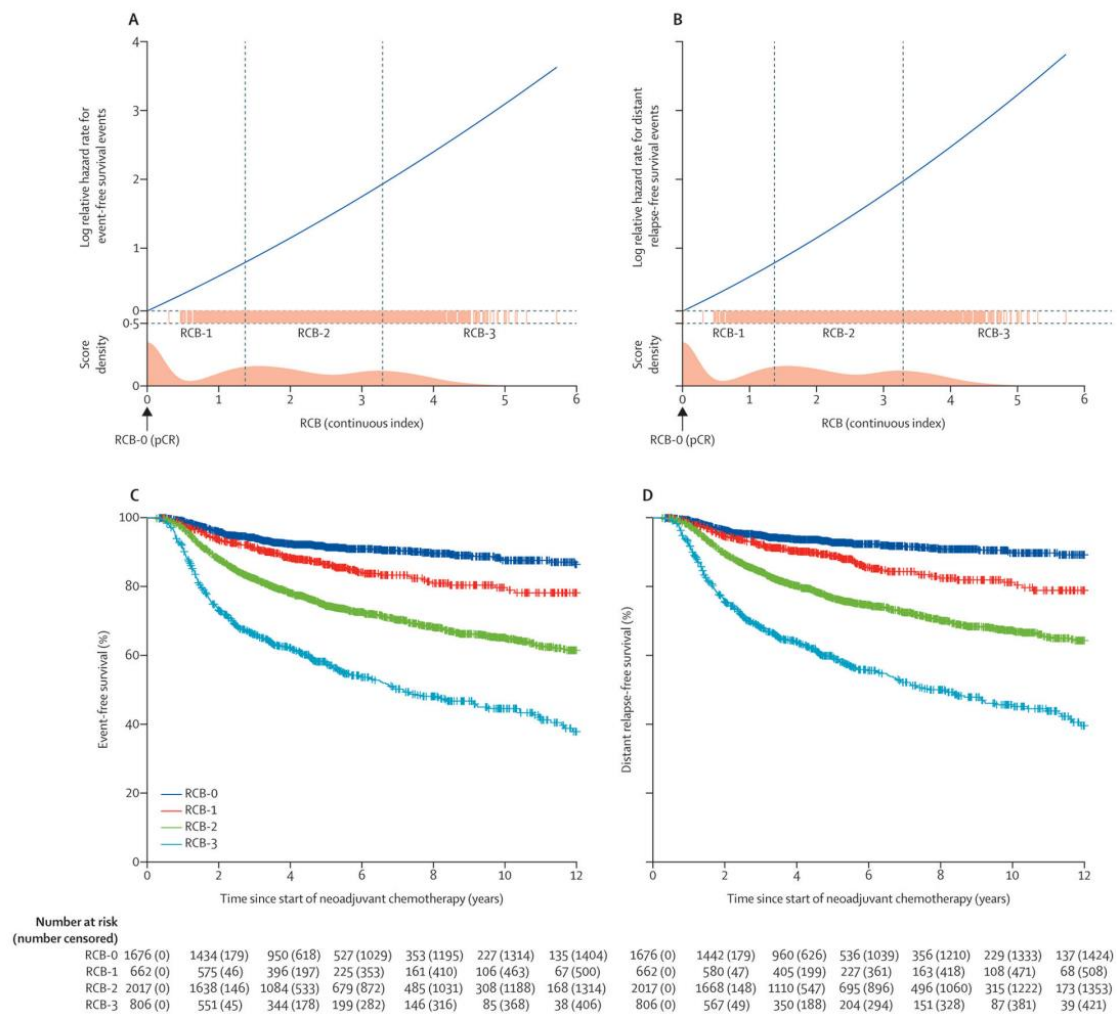 A
Log relative hazard rate for
event-free survival events
4
3
2
1
0
0·5
0
Score
density
RCB-1
RCB-2
RCB-3
0 1 2 3 4 5 6
RCB (continuous index)
RCB-0 (pCR)
B
Log relative hazard rate for distant
relapse-free survival events
RCB-1
RCB-2
RCB-3
Score
density
0 1 2 3 4 5 6
RCB (continuous index)
RCB-0 (pCR)
C
Event-free survival (%)
100
80
60
40
20
0
RCB-0
RCB-1
RCB-2
RCB-3
0 2 4 6 8 10 12
Time since start of neoadjuvant chemotherapy (years)
D
Distant relapse-free survival (%)
0 2 4 6 8 10 12
Time since start of neoadjuvant chemotherapy (years)
Number at risk
(number censored)
RCB-0 1676 (0) 1434 (179) 950 (618) 527 (1029) 353 (1195) 227 (1314) 135 (1404) 1676 (0) 1442 (179) 960 (626) 536 (1039) 356 (1210) 229 (1333) 137 (1424)
RCB-1 662 (0) 575 (46) 396 (197) 225 (353) 161 (410) 106 (463) 67 (500) 662 (0) 580 (47) 405 (199) 227 (361) 163 (418) 108 (471) 68 (508)
RCB-2 2017 (0) 1638 (146) 1084 (533) 679 (872) 485 (1031) 308 (1188) 168 (1314) 2017 (0) 1668 (148) 1110 (547) 695 (896) 496 (1060) 315 (1222) 173 (1353)
RCB-3 806 (0) 551 (45) 344 (178) 199 (282) 146 (316) 85 (368) 38 (406) 806 (0) 567 (49) 350 (188) 204 (294) 151 (328) 87 (381) 39 (421)